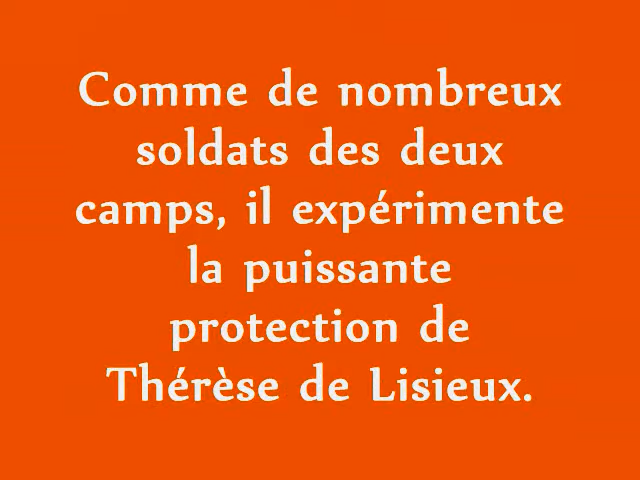 Comme de nombreux
soldats des deux
camps, il expérimente
la puissante
protection de
Thérèse de Lisieux.